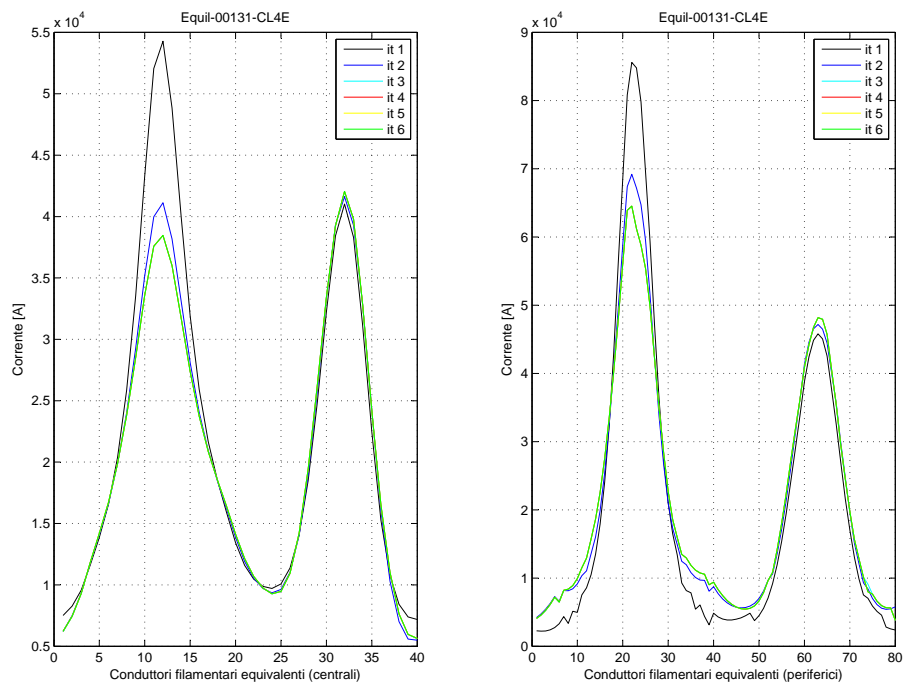 Equil-00131-CL4E
x 10⁴
5.5
5
4.5
4
3.5
3
2.5
2
1.5
1
0.5
Corrente [A]
0 5 10 15 20 25 30 35 40
Conduttori filamentari equivalenti (centrali)
it 1
it 2
it 3
it 4
it 5
it 6
Equil-00131-CL4E
x 10⁴
9
8
7
6
5
4
3
2
1
0
Corrente [A]
0 10 20 30 40 50 60 70 80
Conduttori filamentari equivalenti (periferici)
it 1
it 2
it 3
it 4
it 5
it 6